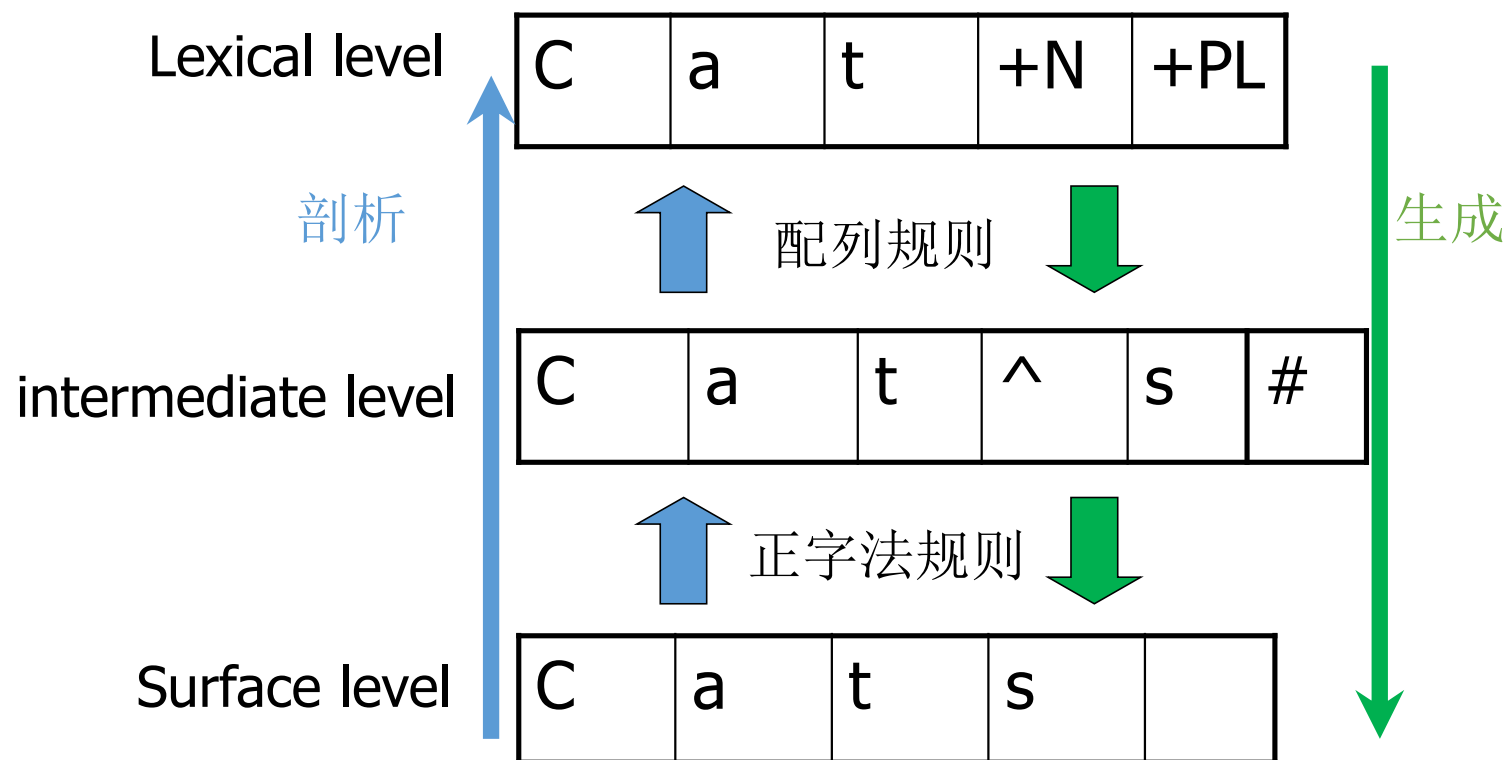 Lexical level C a t +N +PL
剖析 配列规则 生成
intermediate level C a t ^ s #
正字法规则
Surface level C a t s